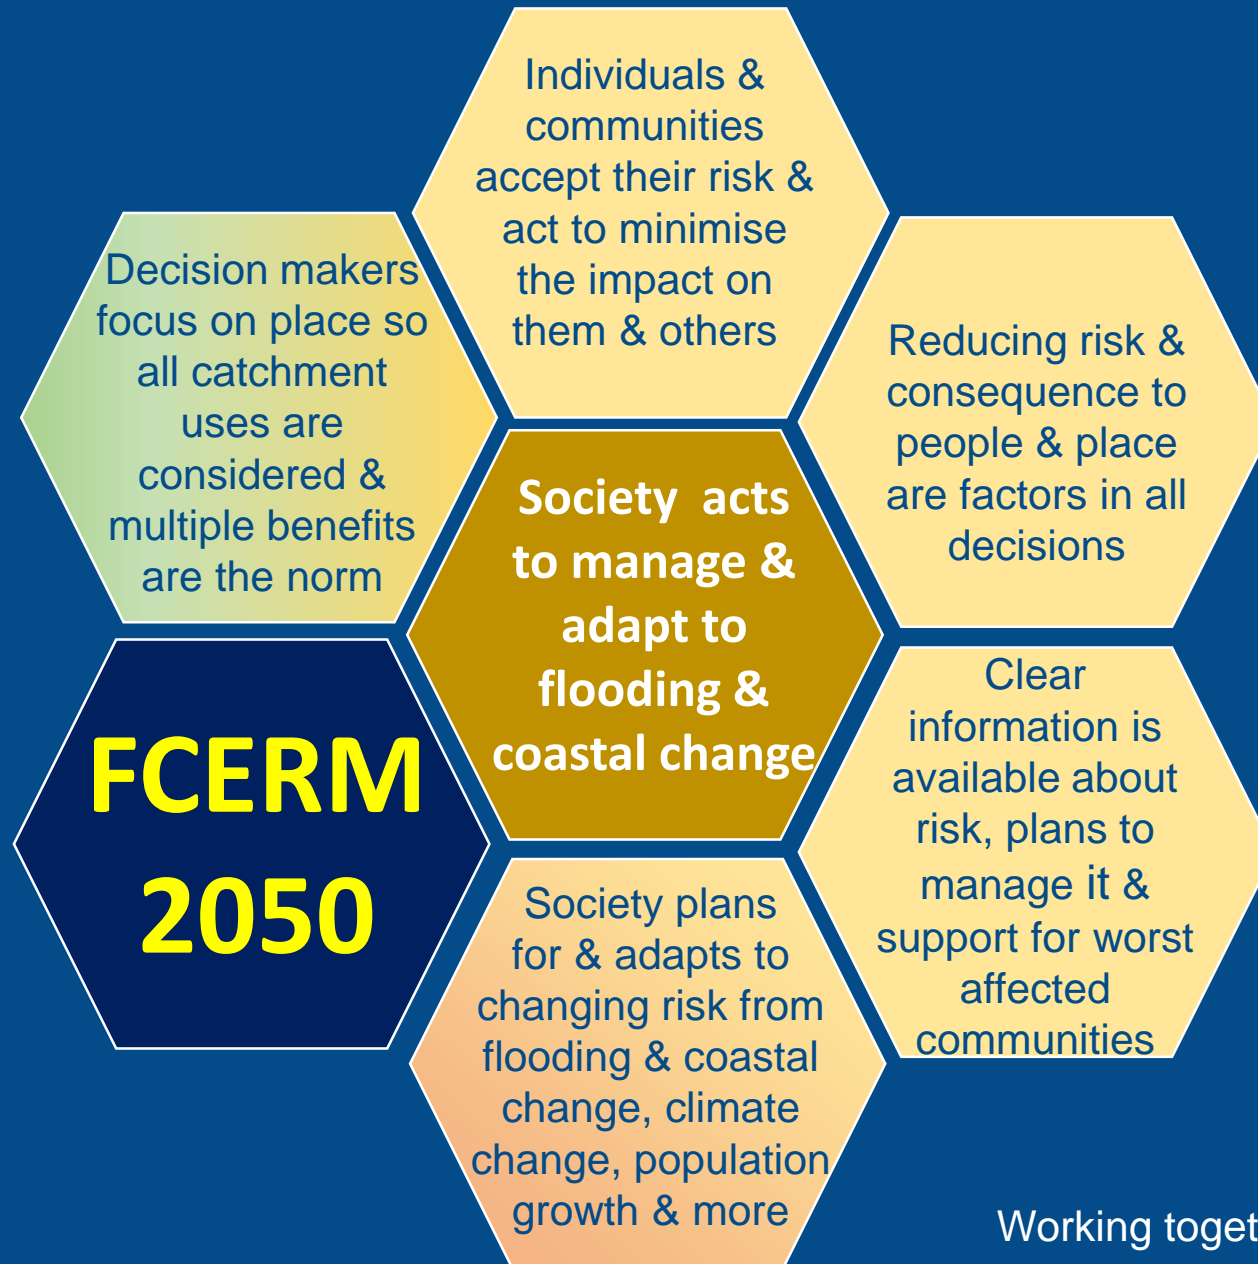 Individuals &
communities
accept their risk &
act to minimise
the impact on
them & others
Decision makers
focus on place so
all catchment
uses are
considered &
multiple benefits
are the norm
Reducing risk &
consequence to
people & place
are factors in all
decisions
Society acts
to manage &
adapt to
flooding &
coastal change
FCERM
2050
Clear
information is
available about
risk, plans to
manage it &
support for worst
affected
communities
Society plans
for & adapts to
changing risk from
flooding & coastal
change, climate
change, population
growth & more
Working toget